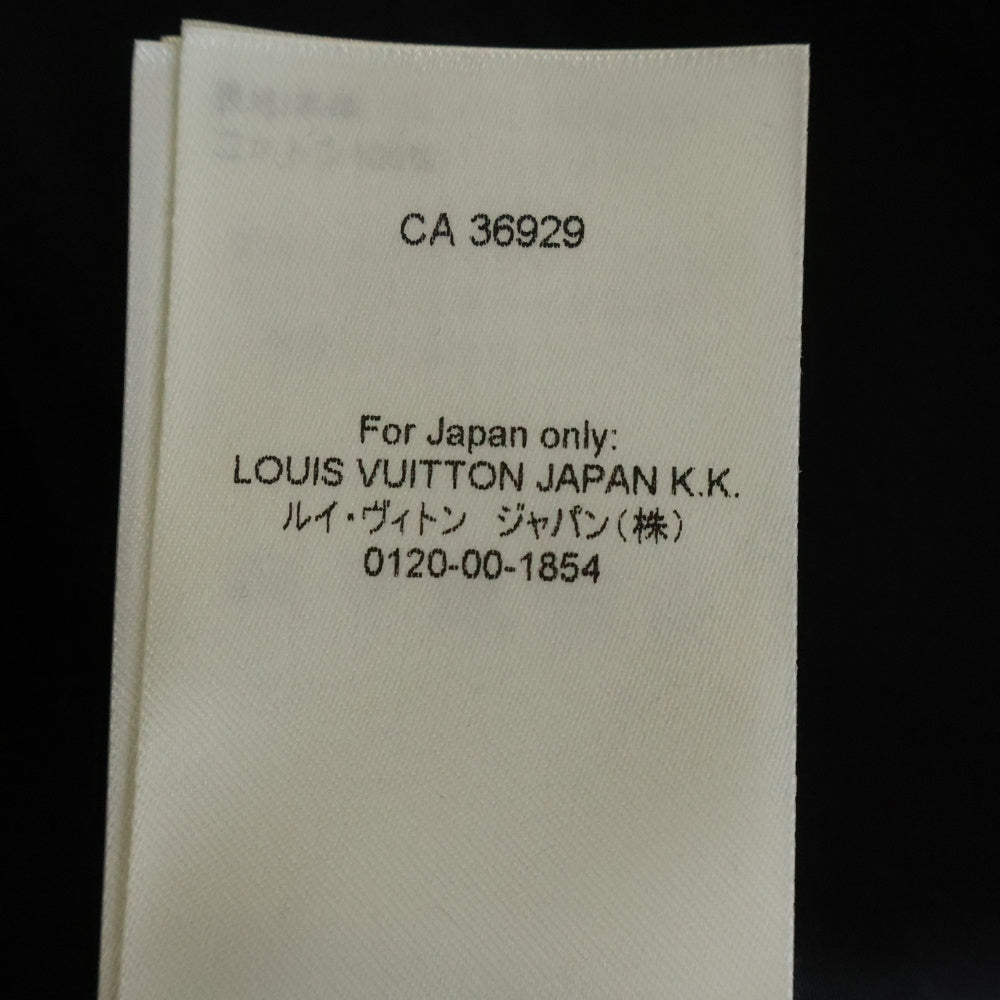 CA 36929
For Japan only:
LOUIS VUITTON JAPAN K.K.
ルイ・ヴィトン ジャパン(株)
0120-00-1854